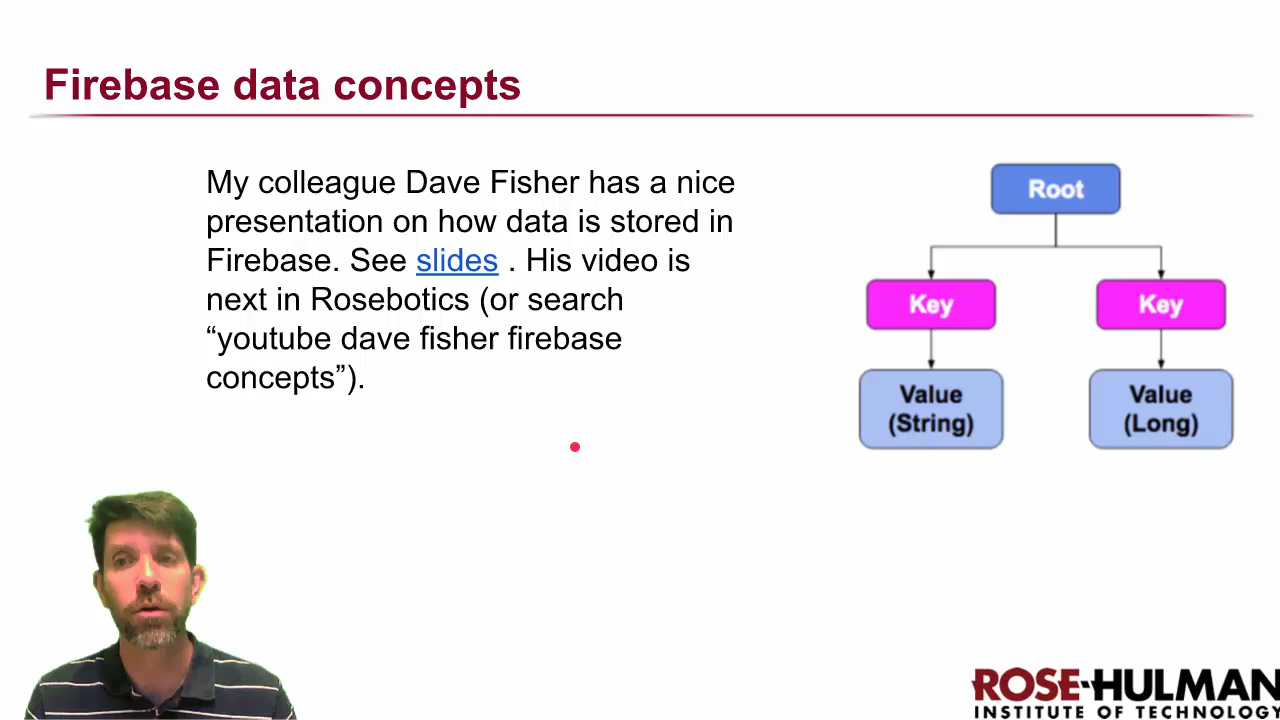 Firebase data concepts
My colleague Dave Fisher has a nice
presentation on how data is stored in
Firebase. See slides . His video is
next in Rosebotics (or search
“youtube dave fisher firebase
concepts”).
Root
Key
Key
Value
(String)
Value
(Long)
ROSE-HULMAN
INSTITUTE OF TECHNOLOGY